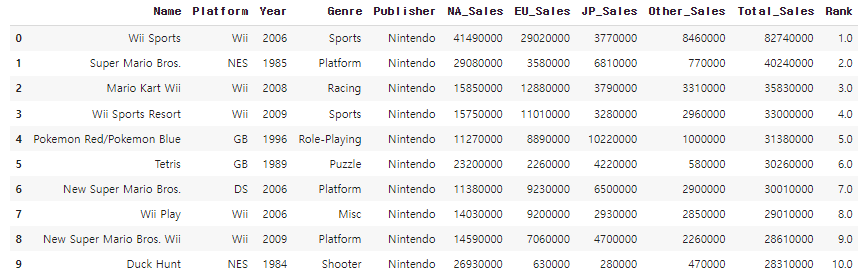 Name Platform Year Genre Publisher NA_Sales EU_Sales JP_Sales Other_Sales Total_Sales Rank
0 Wii Sports Wii 2006 Sports Nintendo 41490000 29020000 3770000 8460000 82740000 1.0
1 Super Mario Bros. NES 1985 Platform Nintendo 29080000 3580000 6810000 770000 40240000 2.0
2 Mario Kart Wii Wii 2008 Racing Nintendo 15850000 12880000 3790000 3310000 35830000 3.0
3 Wii Sports Resort Wii 2009 Sports Nintendo 15750000 11010000 3280000 2960000 33000000 4.0
4 Pokemon Red/Pokemon Blue GB 1996 Role-Playing Nintendo 11270000 8890000 10220000 1000000 31380000 5.0
5 Tetris GB 1989 Puzzle Nintendo 23200000 2260000 4220000 580000 30260000 6.0
6 New Super Mario Bros. DS 2006 Platform Nintendo 11380000 9230000 6500000 2900000 30010000 7.0
7 Wii Play Wii 2006 Misc Nintendo 14030000 9200000 2930000 2850000 29010000 8.0
8 New Super Mario Bros. Wii Wii 2009 Platform Nintendo 14590000 7060000 4700000 2260000 28610000 9.0
9 Duck Hunt NES 1984 Shooter Nintendo 26930000 630000 280000 470000 28310000 10.0